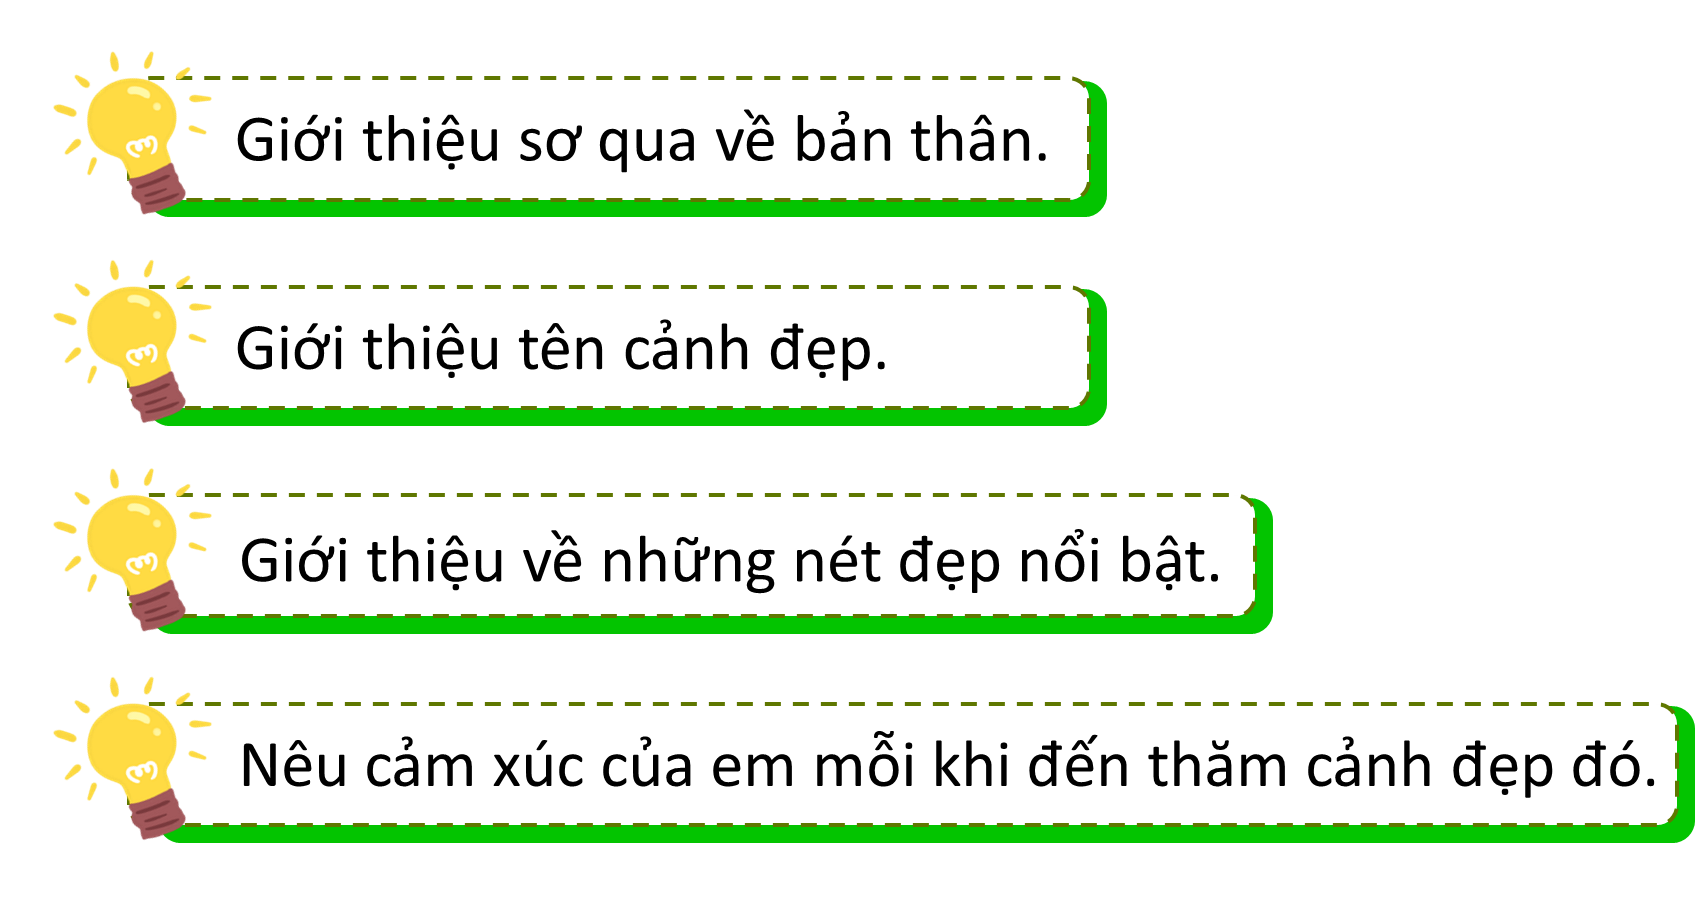 Giới thiệu sơ qua về bản thân.
Giới thiệu tên cảnh đẹp.
Giới thiệu về những nét đẹp nổi bật.
Nêu cảm xúc của em mỗi khi đến thăm cảnh đẹp đó.